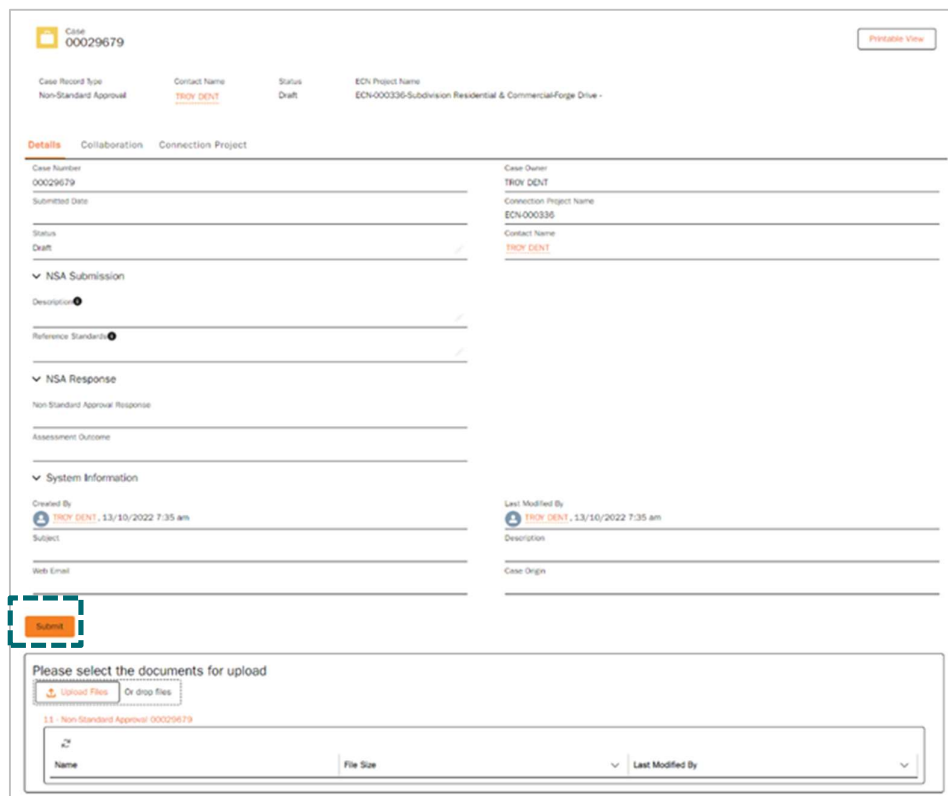 Case
00029679
Printable View
Case Record Type Contact Name Status ECN Project Name
Non-Standard Approval TROY DENT Draft ECN-000336-Subdivision Residential & Commercial-Forge Drive -
Details Collaboration Connection Project
Case Number Case Owner
00029679 TROY DENT
Submitted Date Connection Project Name
ECN-000336
Status Contact Name
Draft TROY DENT
NSA Submission
Description
Reference Standards
NSA Response
Non-Standard Approval Response
Assessment Outcome
System Information
Created By Last Modified By
TROY DENT, 13/10/2022 7:35 am TROY DENT, 13/10/2022 7:35 am
Subject Description
Web Email Case Origin
Submit
Please select the documents for upload
Upload Files Or drop files
11 - Non-Standard Approval 00029679
Name File Size Last Modified By